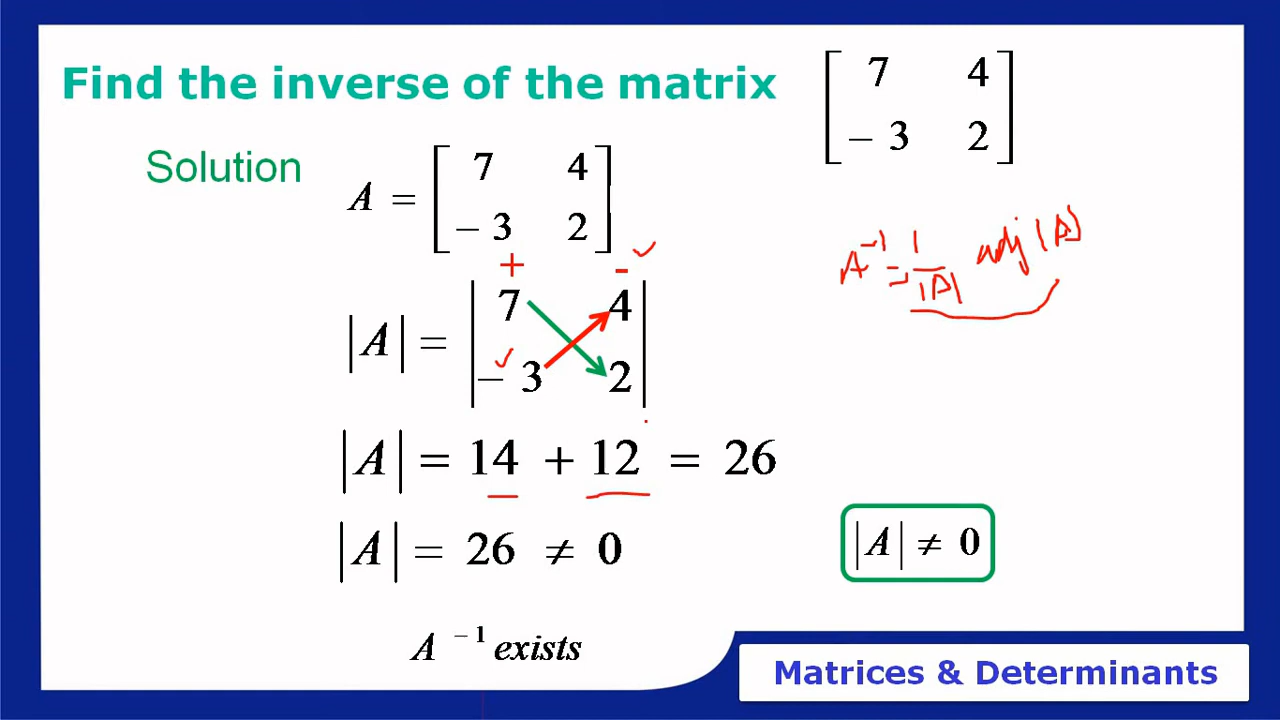 Find the inverse of the matrix [ 7 4 ; − 3 2 ]
Solution
A = [ 7 4 ; − 3 2 ]
A⁻¹ = 1/|A| adj (A)
+ -
|A| = | 7 4 ; − 3 2 |
|A| = 14 + 12 = 26
|A| = 26 ≠ 0
|A| ≠ 0
A ⁻¹ exists
Matrices & Determinants